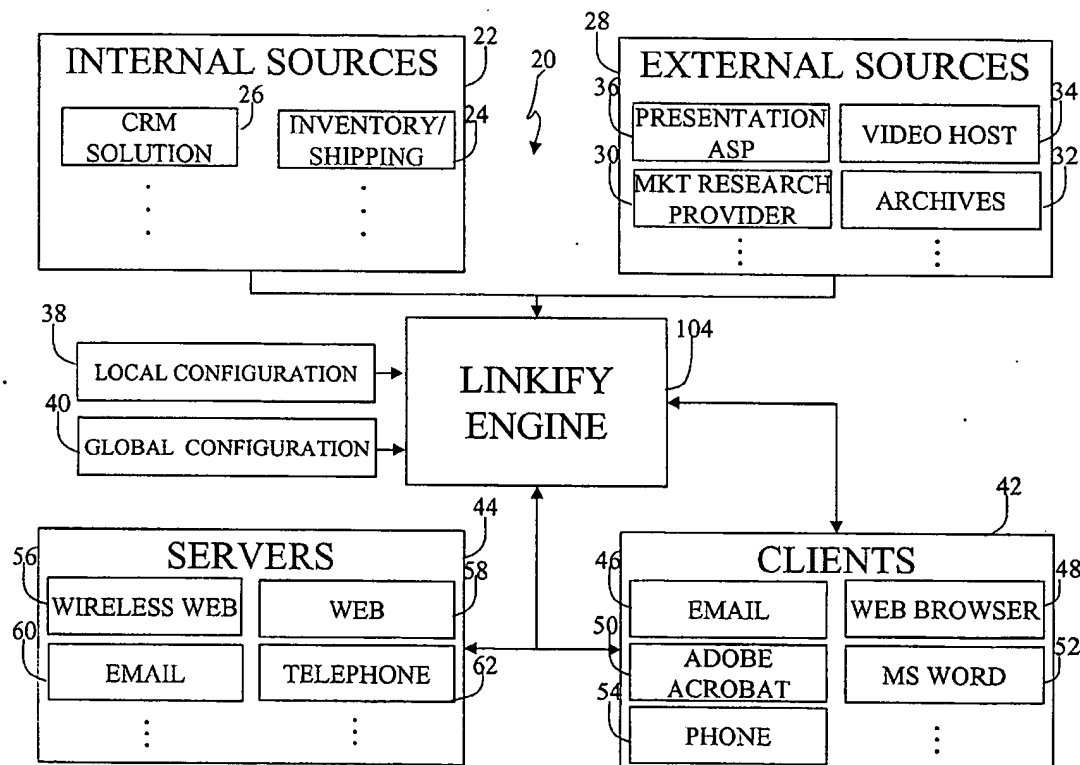 INTERNAL SOURCES
22
20
28
EXTERNAL SOURCES
26
CRM
SOLUTION
24
INVENTORY/
SHIPPING
36
PRESENTATION
ASP
34
VIDEO HOST
30
MKT RESEARCH
PROVIDER
32
ARCHIVES
38
LOCAL CONFIGURATION
40
GLOBAL CONFIGURATION
LINKIFY
ENGINE
104
44
SERVERS
56
WIRELESS WEB
58
WEB
60
EMAIL
TELEPHONE
62
42
CLIENTS
46
EMAIL
48
WEB BROWSER
50
ADOBE
ACROBAT
52
MS WORD
54
PHONE